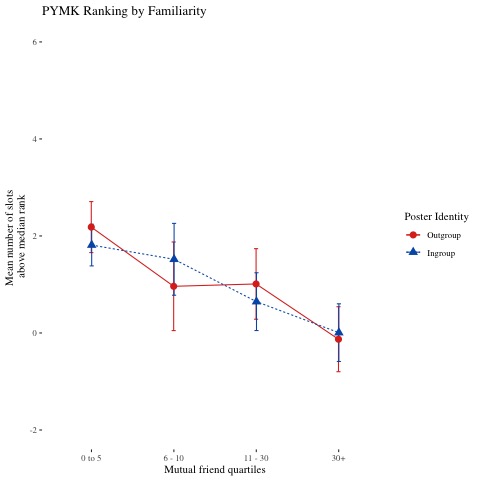 PYMK Ranking by Familiarity
6
4
2
0
-2
Mean number of slots
above median rank
0 to 5
6 - 10
11 - 30
30+
Mutual friend quartiles
Poster Identity
Outgroup
Ingroup